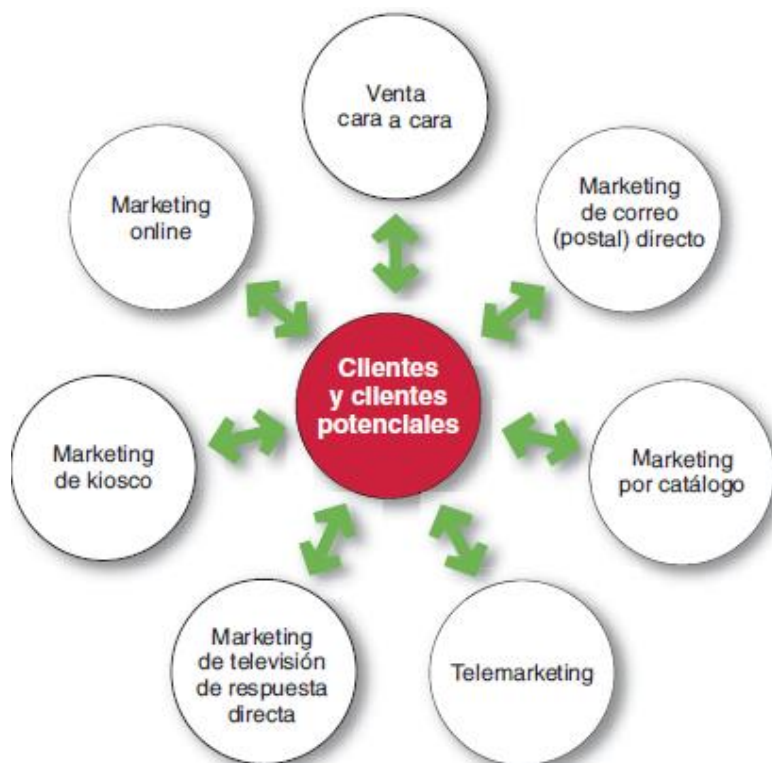 Venta
cara a cara
Marketing
de correo
(postal) directo
Marketing
por catálogo
Telemarketing
Marketing
de televisión
de respuesta
directa
Marketing
de kiosco
Marketing
online
Clientes
y clientes
potenciales